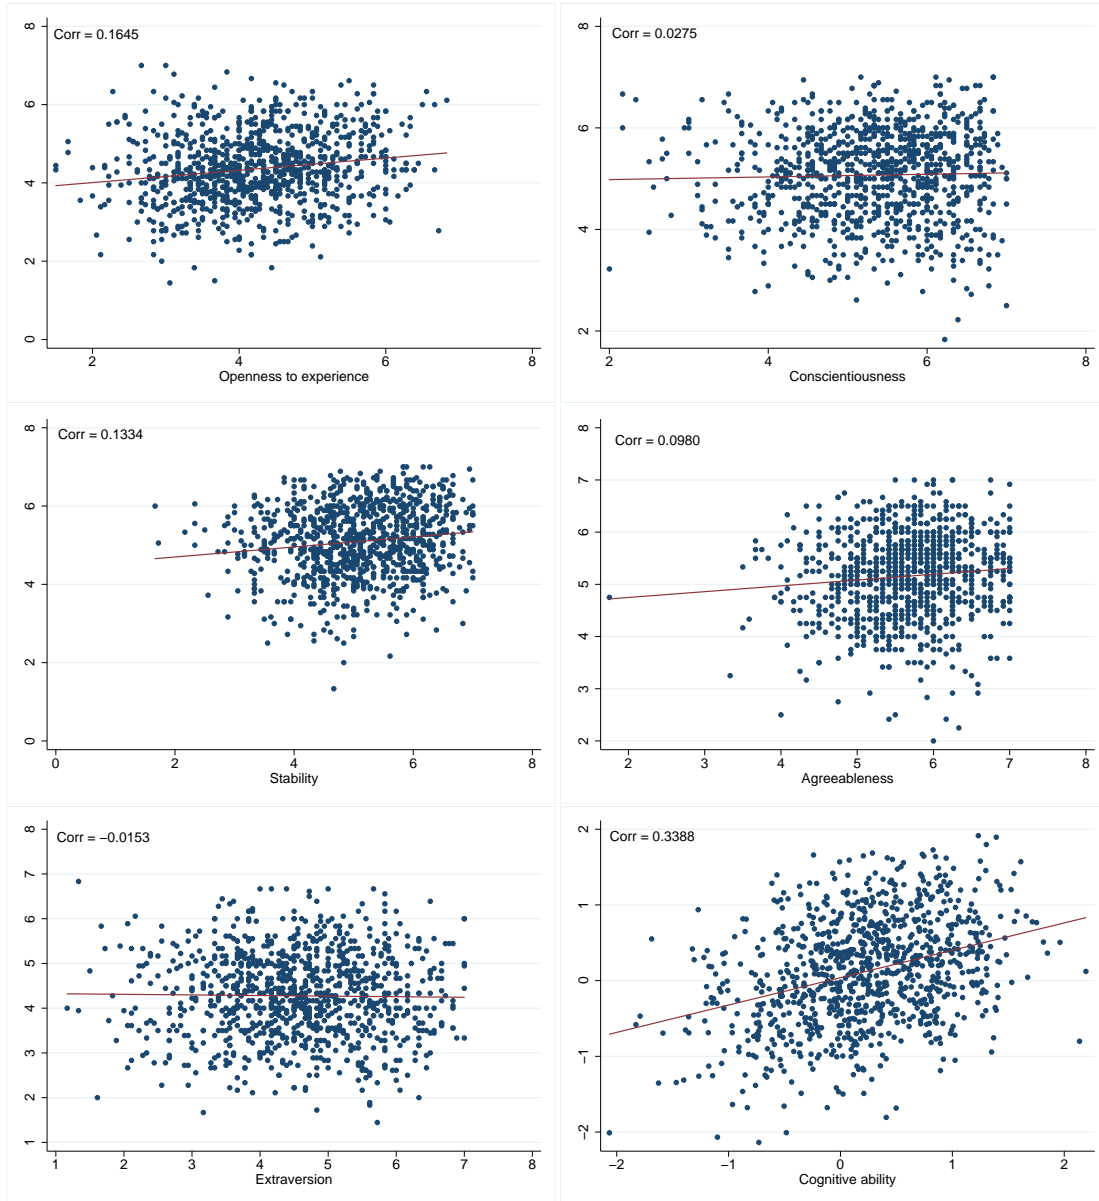 Corr = 0.1645
8
6
4
2
0
2 4 6 8
Openness to experience
Corr = 0.0275
8
6
4
2
2 4 6 8
Conscientiousness
Corr = 0.1334
8
6
4
2
0
0 2 4 6 8
Stability
Corr = 0.0980
8
7
6
5
4
3
2
2 3 4 5 6 7 8
Agreeableness
Corr = −0.0153
8
7
6
5
4
3
2
1
1 2 3 4 5 6 7 8
Extraversion
Corr = 0.3388
2
1
0
−1
−2
−2 −1 0 1 2
Cognitive ability